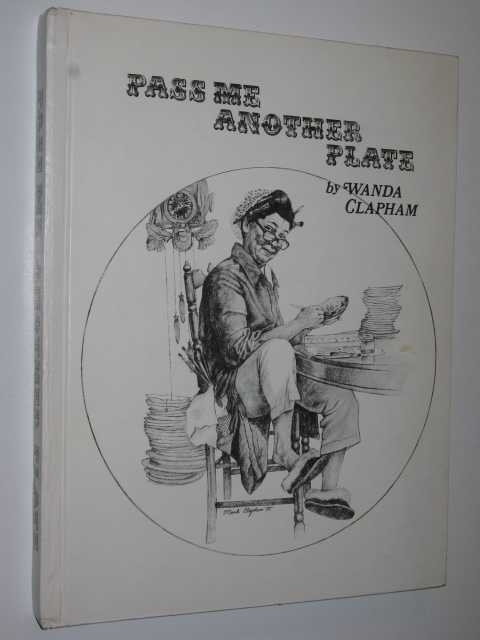 PASS ME
ANOTHER
PLATE
by WANDA
CLAPHAM